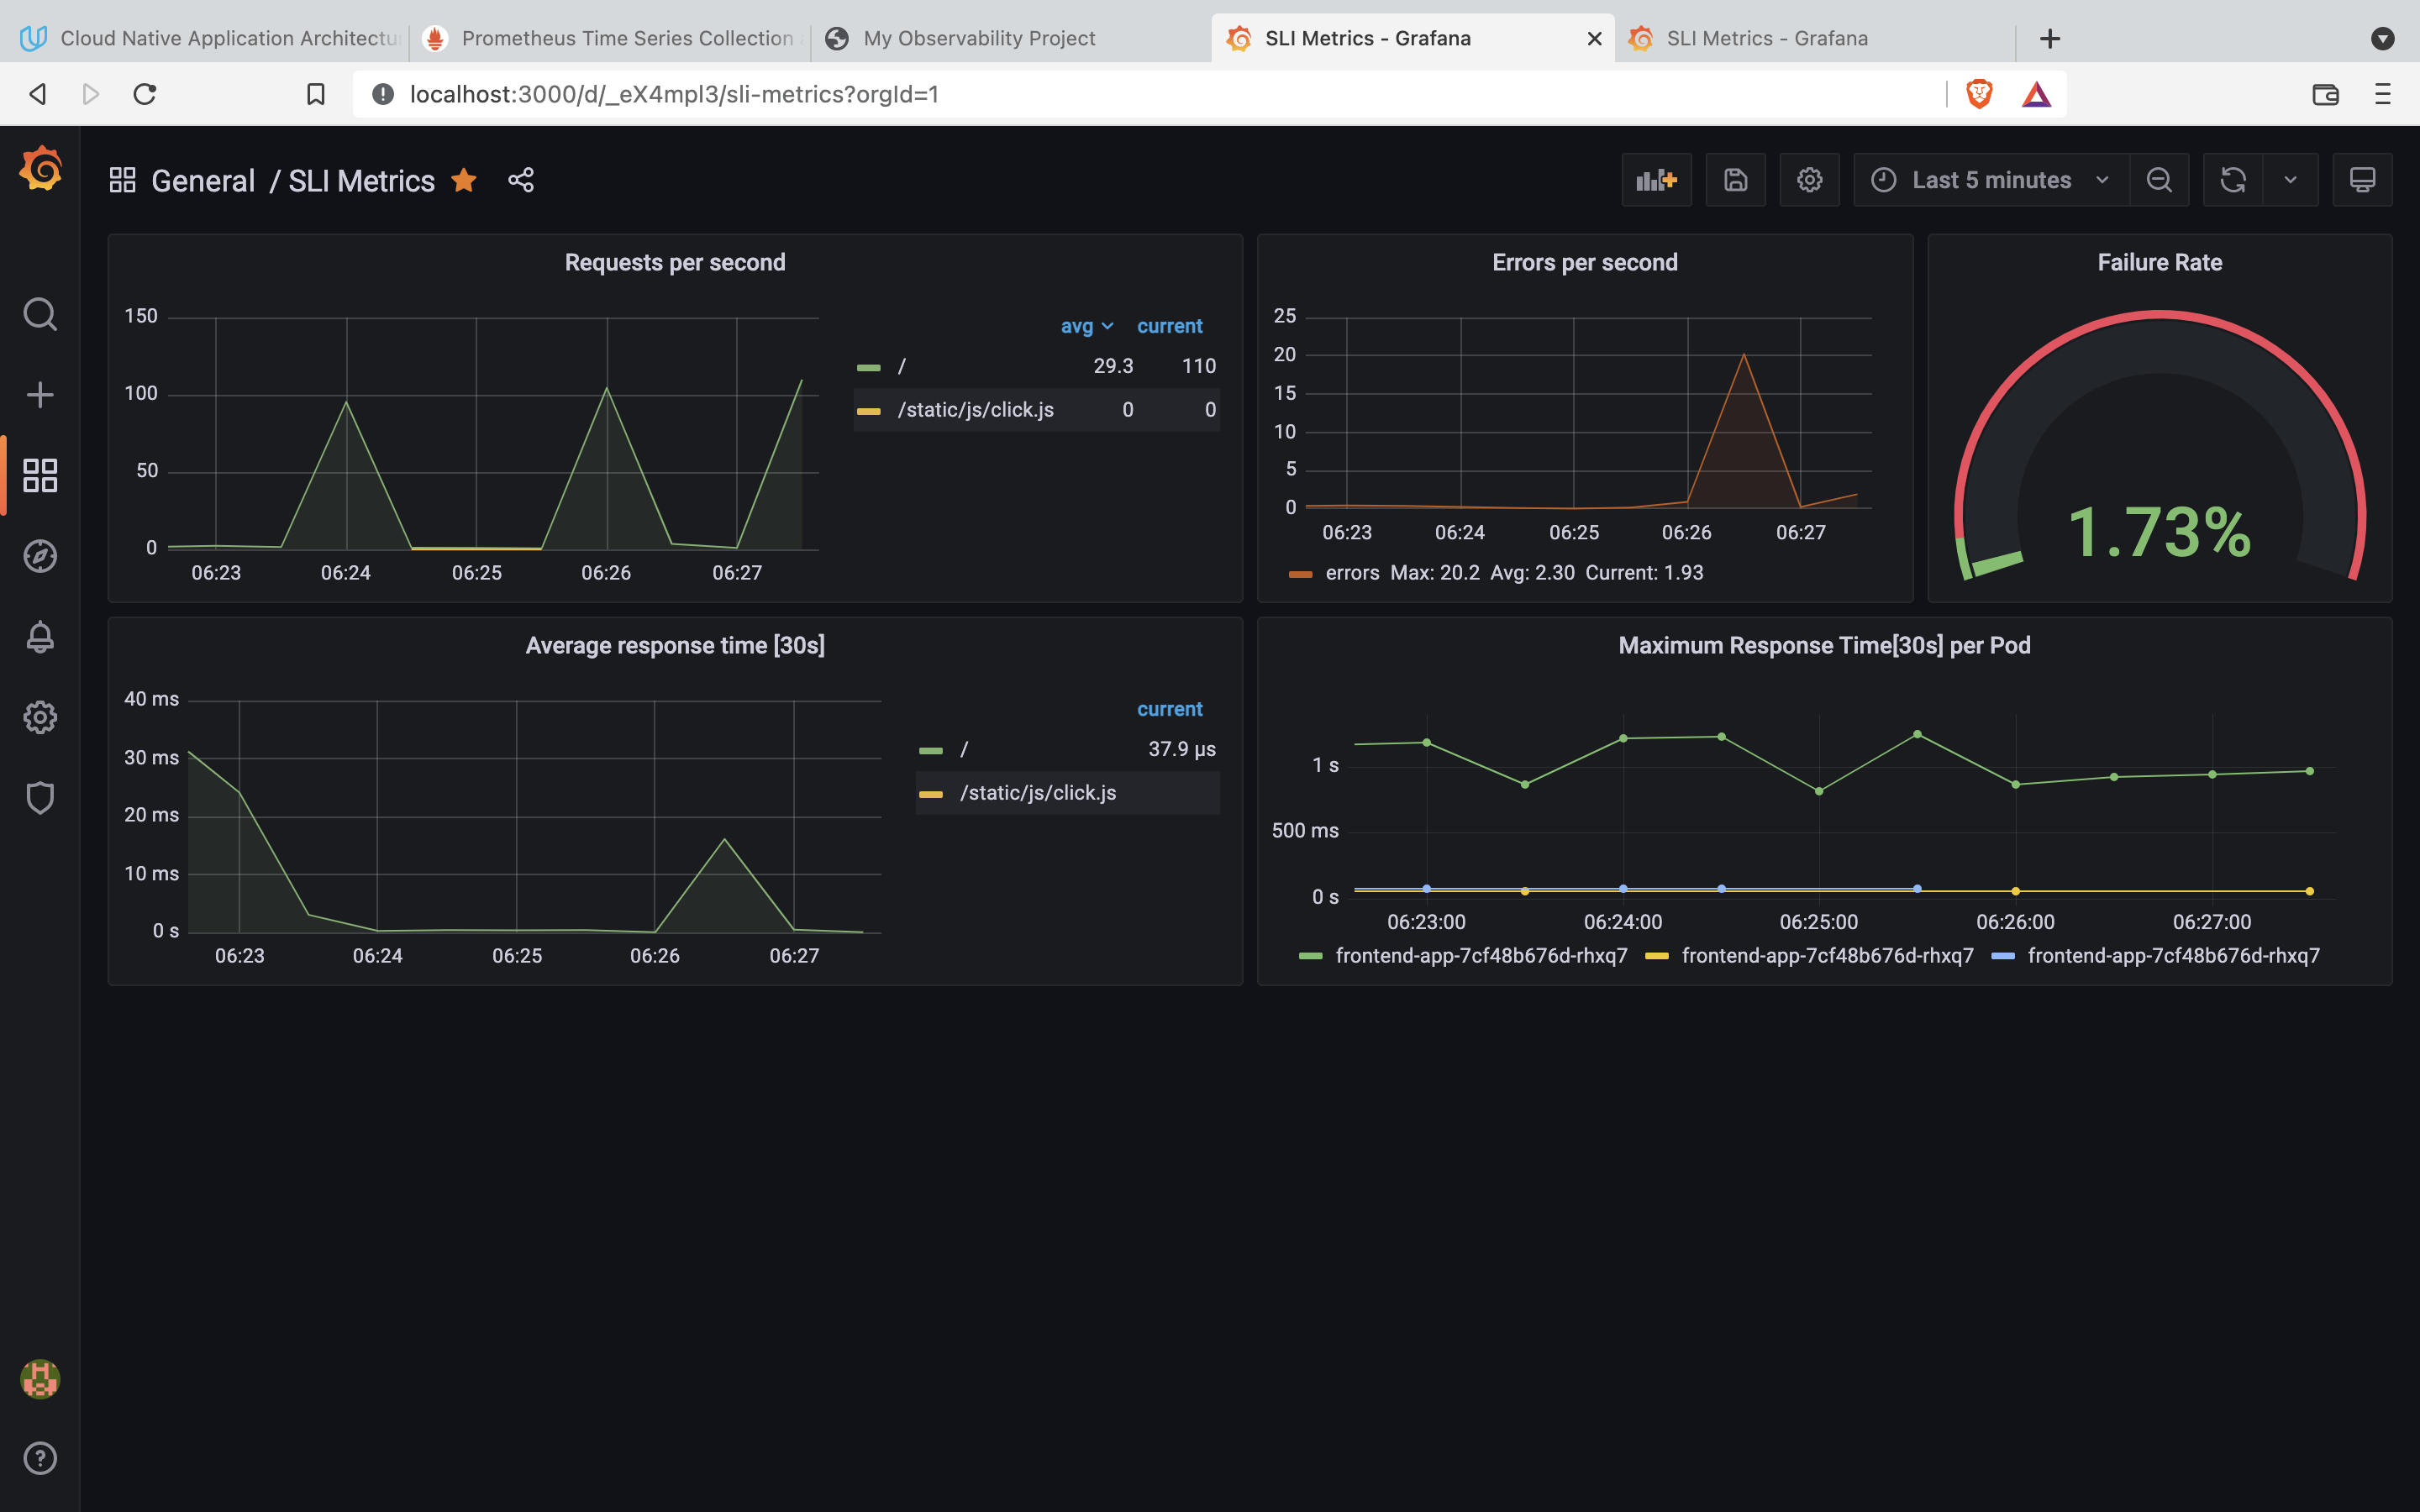 Cloud Native Application Architectu
Prometheus Time Series Collection
My Observability Project
SLI Metrics - Grafana
SLI Metrics - Grafana
localhost:3000/d/_eX4mpl3/sli-metrics?orgId=1
General / SLI Metrics
Last 5 minutes
Requests per second
150
100
50
0
06:23 06:24 06:25 06:26 06:27
avg current
/ 29.3 110
/static/js/click.js 0 0
Errors per second
25
20
15
10
5
0
06:23 06:24 06:25 06:26 06:27
errors Max: 20.2 Avg: 2.30 Current: 1.93
Failure Rate
1.73%
Average response time [30s]
40 ms
30 ms
20 ms
10 ms
0 s
06:23 06:24 06:25 06:26 06:27
current
/ 37.9 µs
/static/js/click.js
Maximum Response Time[30s] per Pod
1 s
500 ms
0 s
06:23:00 06:24:00 06:25:00 06:26:00 06:27:00
frontend-app-7cf48b676d-rhxq7 frontend-app-7cf48b676d-rhxq7 frontend-app-7cf48b676d-rhxq7